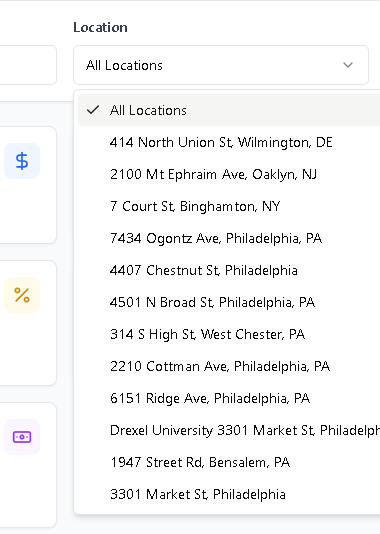 Location
All Locations
All Locations
414 North Union St, Wilmington, DE
2100 Mt Ephraim Ave, Oaklyn, NJ
7 Court St, Binghamton, NY
7434 Ogontz Ave, Philadelphia, PA
4407 Chestnut St, Philadelphia
4501 N Broad St, Philadelphia, PA
314 S High St, West Chester, PA
2210 Cottman Ave, Philadelphia, PA
6151 Ridge Ave, Philadelphia, PA
Drexel University 3301 Market St, Philadelph
1947 Street Rd, Bensalem, PA
3301 Market St, Philadelphia